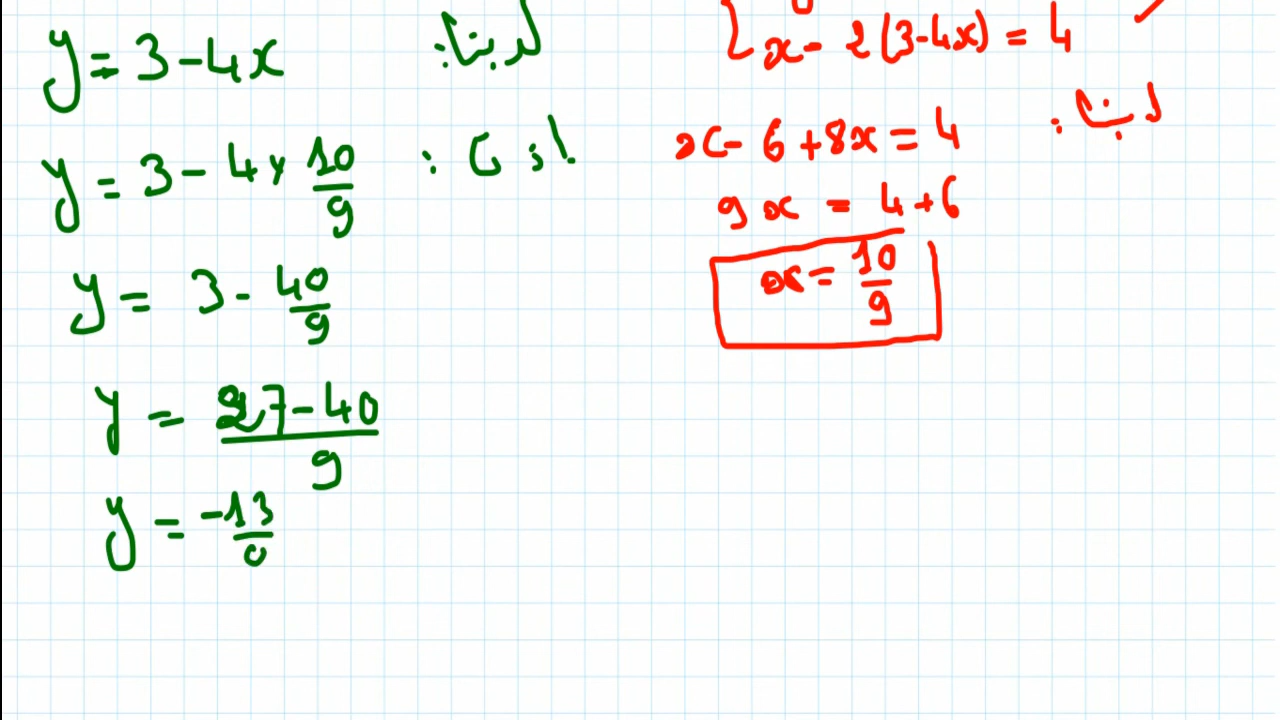 y = 3 - 4x لدينا:
y = 3 - 4 × 10/9 إذن:
y = 3 - 40/9
y = 27 - 40 / 9
y = -13/0
{ x - 2(3 - 4x) = 4
لدينا:
x - 6 + 8x = 4
9x = 4 + 6
x = 10/9